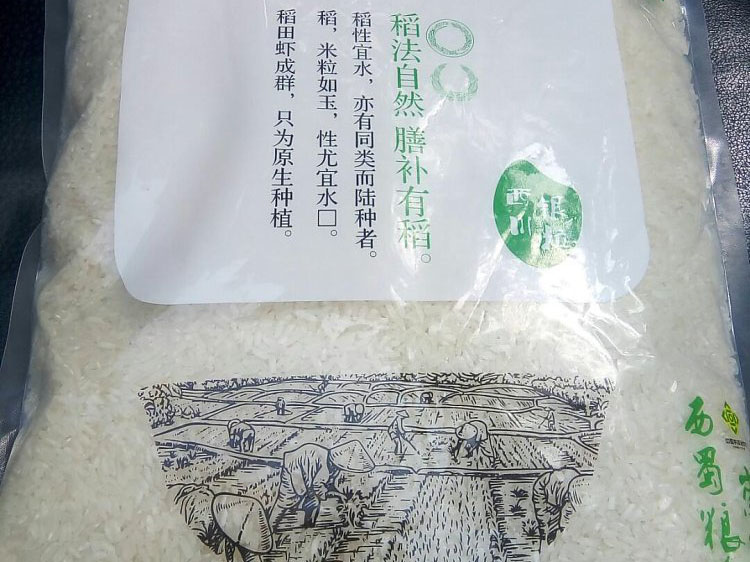 稻法自然 膳补有稻。
稻性宜水，亦有同类而陆种者。
稻，米粒如玉，性尤宜水□。
稻田虾成群，只为原生种植。
西蜀粮